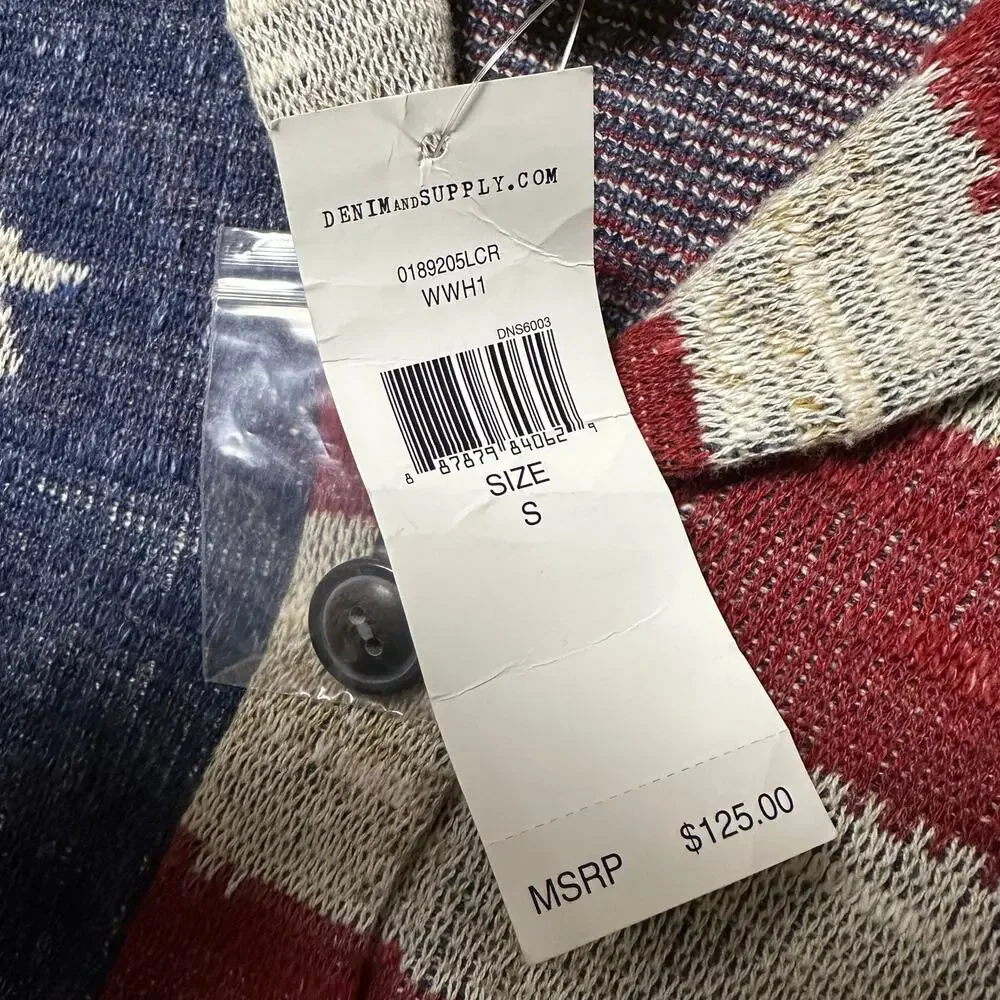 DENIMANDSUPPLY.COM
0189205LCR
WWH1
DNS6003
8 87879 84062 9
SIZE
S
MSRP $125.00